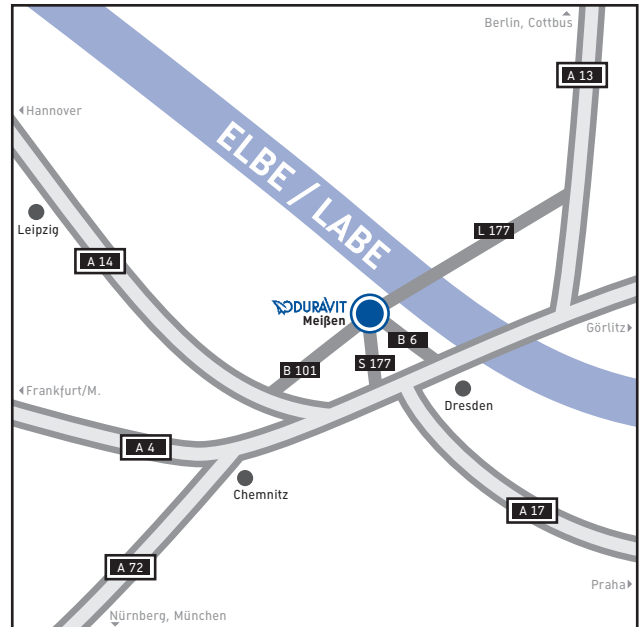 Berlin, Cottbus
A 13
Hannover
ELBE / LABE
Leipzig
L 177
A 14
DURAVIT
Meißen
Görlitz
B 6
S 177
B 101
Frankfurt/M.
Dresden
A 4
Chemnitz
A 17
A 72
Praha
Nürnberg, München